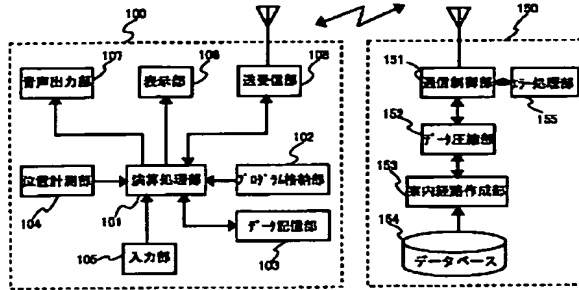 100
107
106
108
音声出力部
表示部
送受信部
102
位置計測部
演算処理部
プログラム格納部
104
101
105
入力部
データ記憶部
103
150
151
通信制御部
エラー処理部
155
152
データ圧縮部
153
案内経路作成部
154
データベース